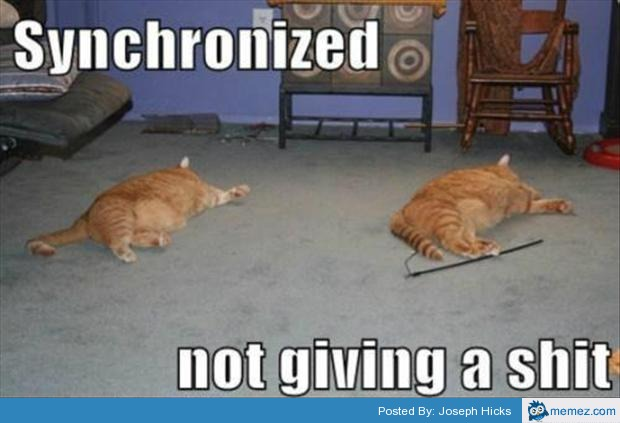 Synchronized
not giving a shit
Posted By: Joseph Hicks
memez.com